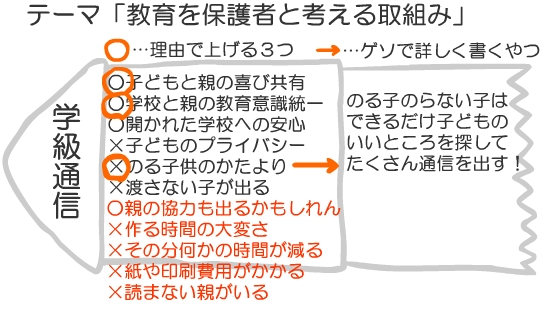 テーマ「教育を保護者と考える取組み」
〇…理由で上げる３つ →…ゲソで詳しく書くやつ
学級通信
〇子どもと親の喜び共有
〇学校と親の教育意識統一
〇開かれた学校への安心
×子どものプライバシー
×のる子供のかたより
×渡さない子が出る
〇親の協力も出るかもしれん
×作る時間の大変さ
×その分何かの時間が減る
×紙や印刷費用がかかる
×読まない親がいる
のる子のらない子は
できるだけ子どもの
いいところを探して
たくさん通信を出す！